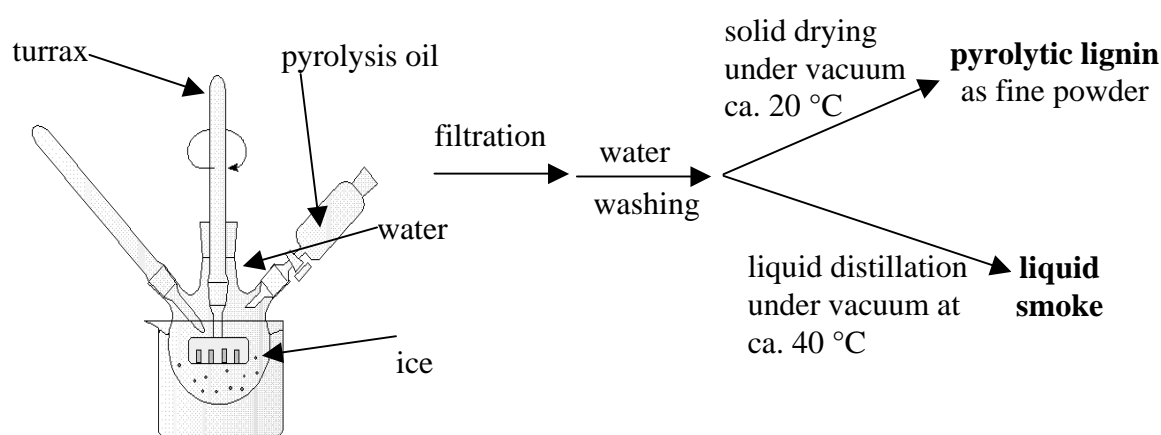 turrax
pyrolysis oil
water
ice
filtration
water
washing
solid drying
under vacuum
ca. 20 °C
pyrolytic lignin
as fine powder
liquid distillation
under vacuum at
ca. 40 °C
liquid
smoke